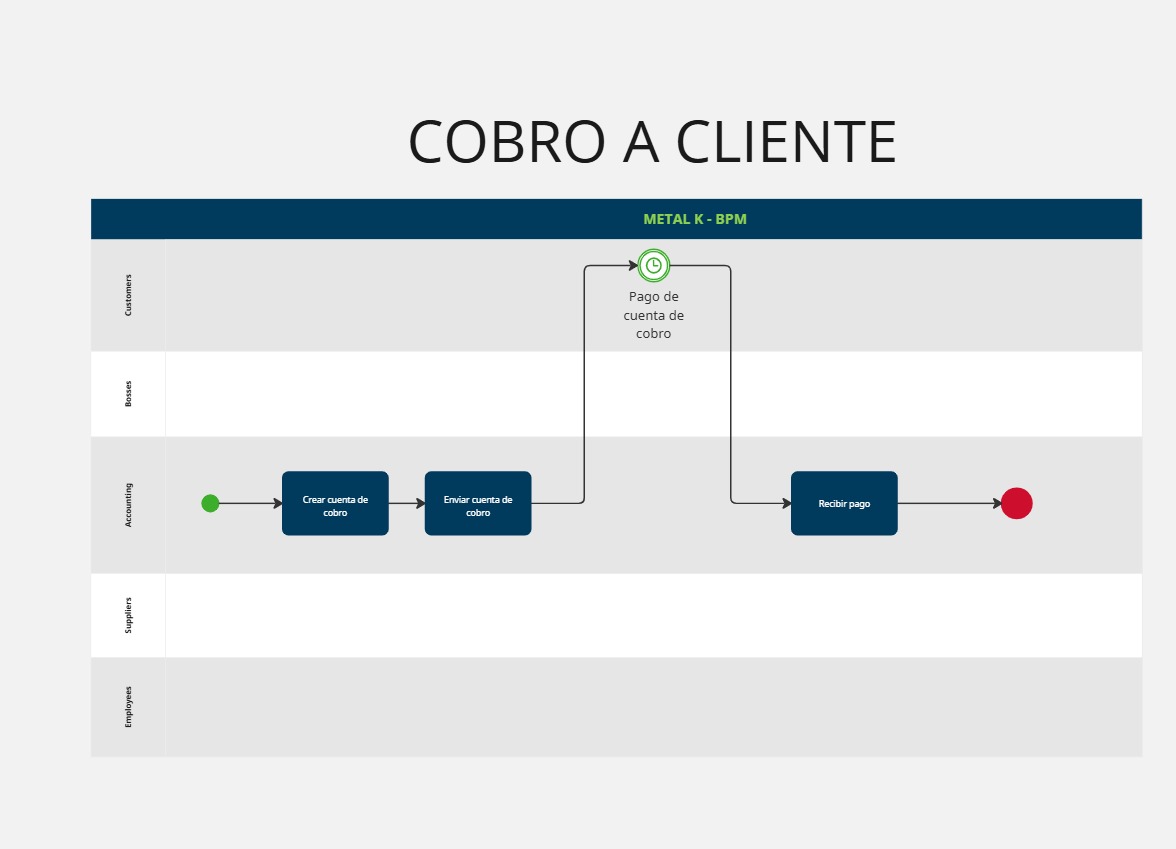 COBRO A CLIENTE
METAL K - BPM
Customers
Pago de
cuenta de
cobro
Bosses
Accounting
Crear cuenta de
cobro
Enviar cuenta de
cobro
Recibir pago
Suppliers
Employees